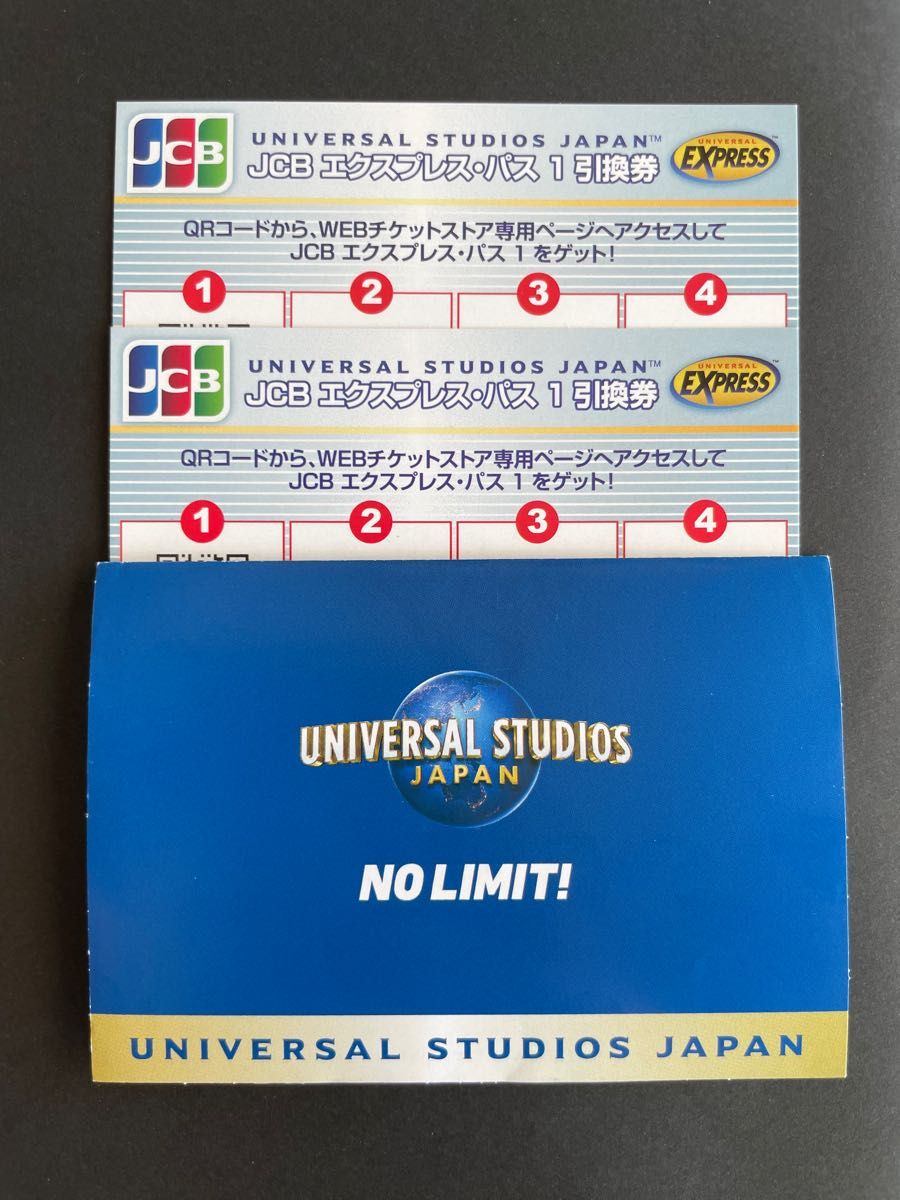 JCB
UNIVERSAL STUDIOS JAPAN™
JCB エクスプレス・パス 1 引換券
UNIVERSAL
EXPRESS™
QRコードから、WEBチケットストア専用ページへアクセスして
JCB エクスプレス・パス 1 をゲット！
1 2 3 4
JCB
UNIVERSAL STUDIOS JAPAN™
JCB エクスプレス・パス 1 引換券
UNIVERSAL
EXPRESS™
QRコードから、WEBチケットストア専用ページへアクセスして
JCB エクスプレス・パス 1 をゲット！
1 2 3 4
UNIVERSAL STUDIOS
JAPAN
NO LIMIT!
UNIVERSAL STUDIOS JAPAN